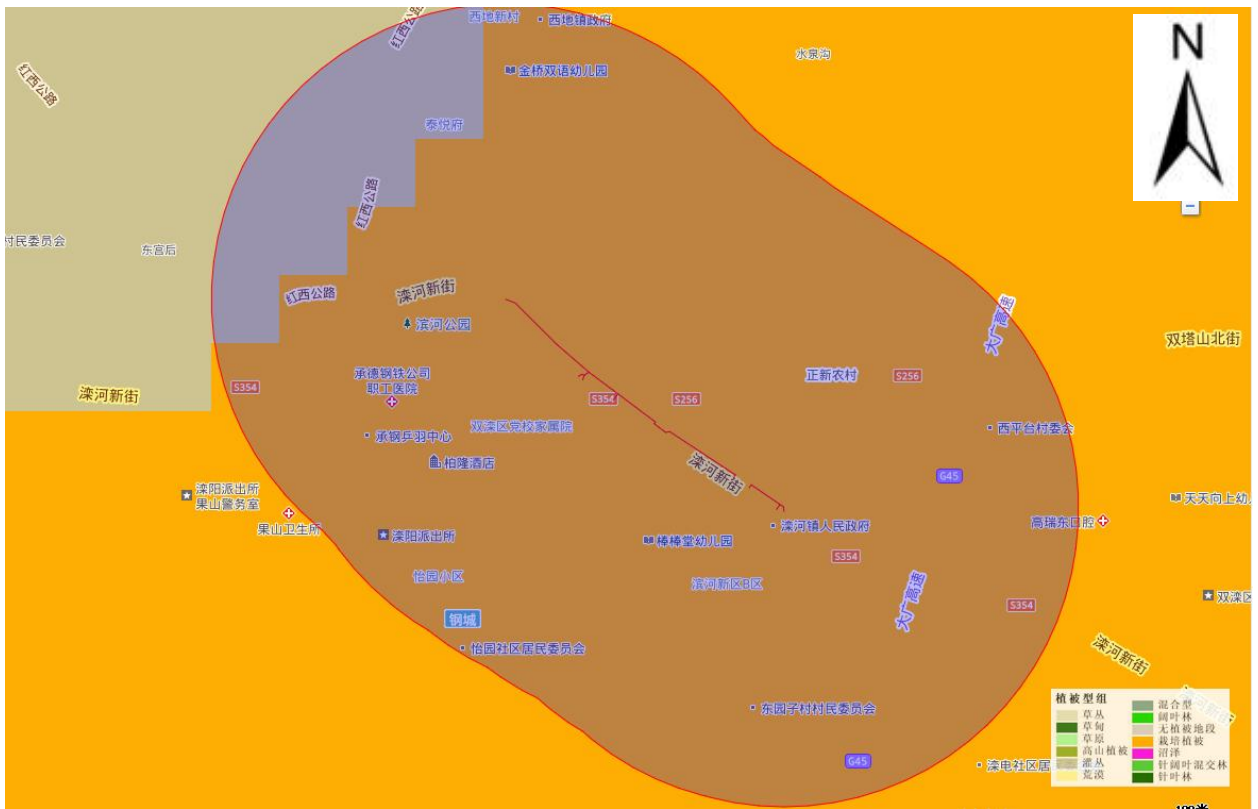 红西公路
西地新村
西地镇政府
N
红西公路
金桥双语幼儿园
水泉沟
泰悦府
红西公路
村民委员会
东宫后
红西公路
滦河新街
滨河公园
大广高速
双塔山北街
承德钢铁公司
职工医院
正新农村
S256
S354
滦河新街
S354
S256
双滦区党校家属院
承钢乒羽中心
西平台村委会
柏隆酒店
滦河新街
G45
滦阳派出所
果山警务室
天天向上幼
果山卫生所
滦河镇人民政府
高瑞东口腔
滦阳派出所
棒棒堂幼儿园
S354
怡园小区
滨河新区B区
大广高速
双滦区
S354
钢城
怡园社区居民委员会
滦河新街
东园子村村民委员会
G45
滦电社区居
植被型组
草丛
草甸
草原
高山植被
灌丛
荒漠
混合型
阔叶林
无植被地段
栽培植被
沼泽
针阔叶混交林
针叶林